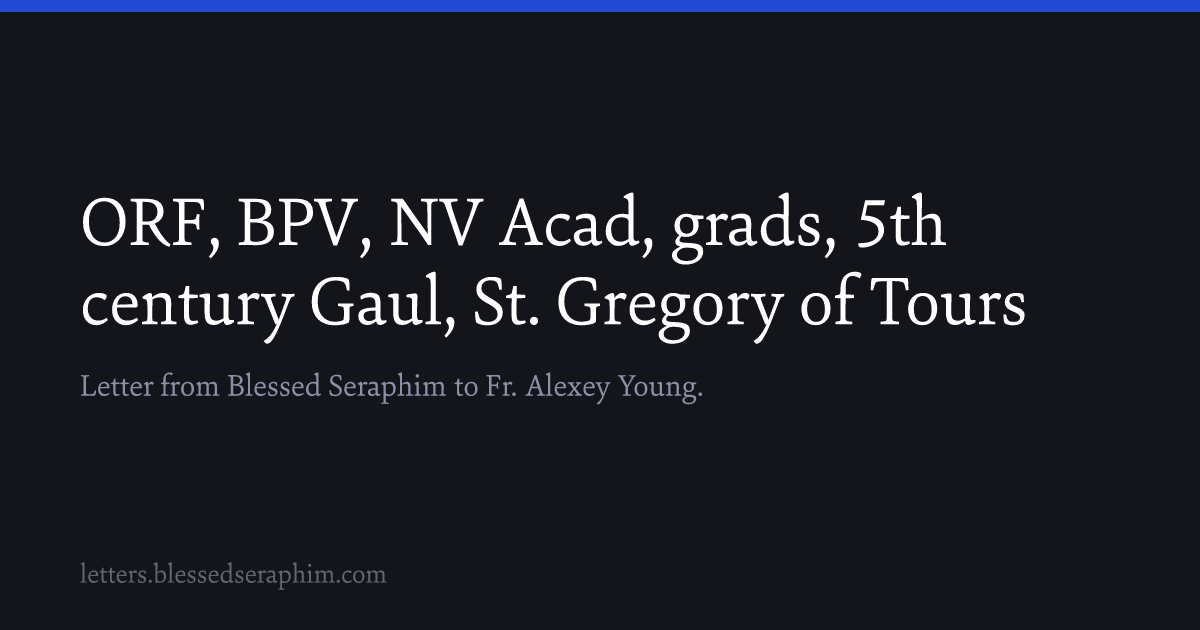 ORF, BPV, NV Acad, grads, 5th
century Gaul, St. Gregory of Tours
Letter from Blessed Seraphim to Fr. Alexey Young.
letters.blessedseraphim.com